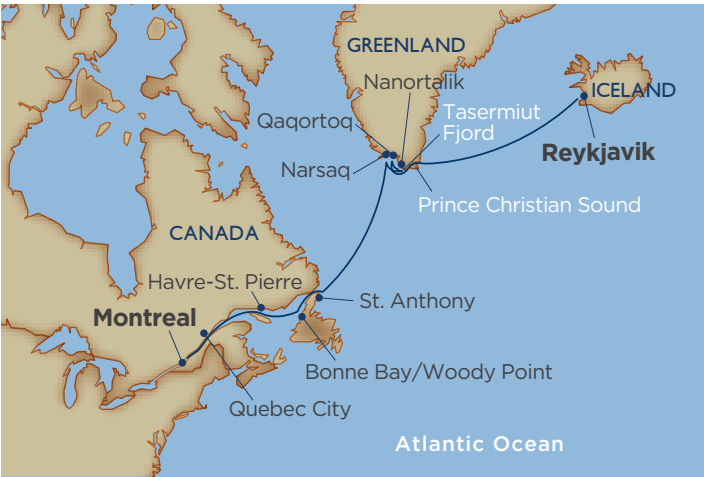 GREENLAND
Nanortalik
ICELAND
Tasermiut
Fjord
Qaqortoq
Reykjavik
Narsaq
Prince Christian Sound
CANADA
Havre-St. Pierre
St. Anthony
Montreal
Bonne Bay/Woody Point
Quebec City
Atlantic Ocean